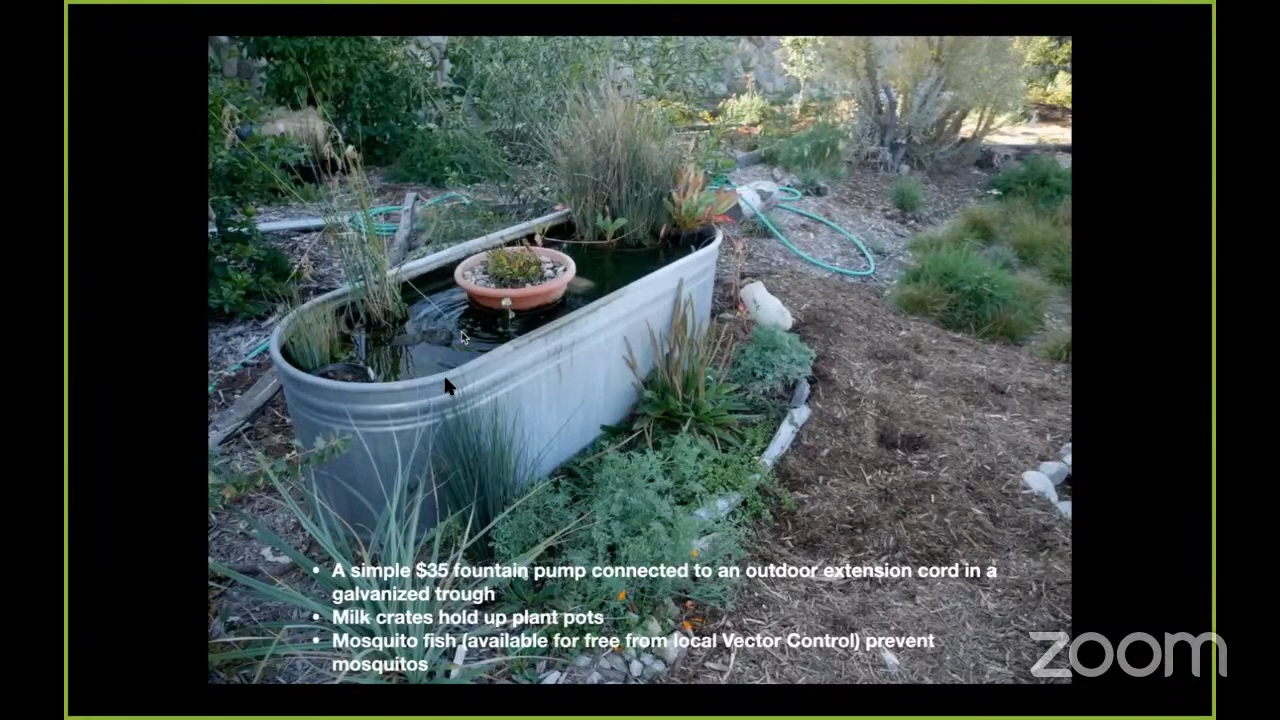 • A simple $35 fountain pump connected to an outdoor extension cord in a
galvanized trough
• Milk crates hold up plant pots
• Mosquito fish (available for free from local Vector Control) prevent
mosquitos
zoom